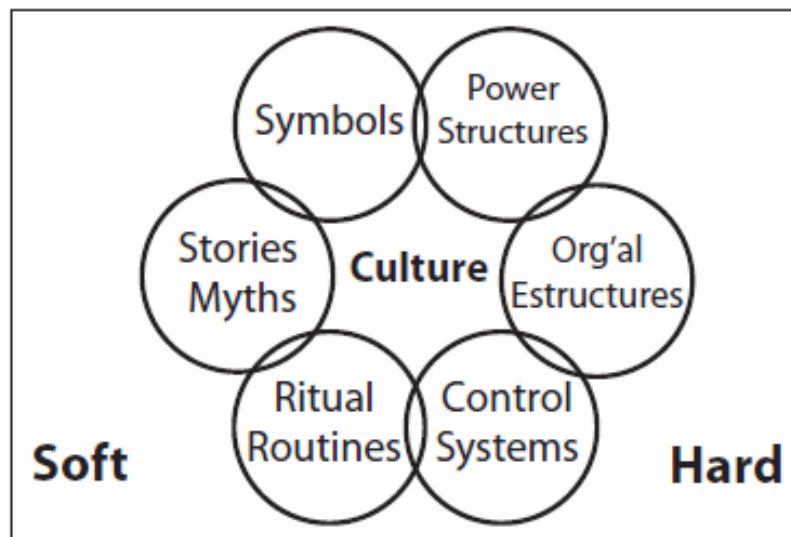 Symbols
Power
Structures
Stories
Myths
Culture
Org'al
Estructures
Ritual
Routines
Control
Systems
Soft
Hard